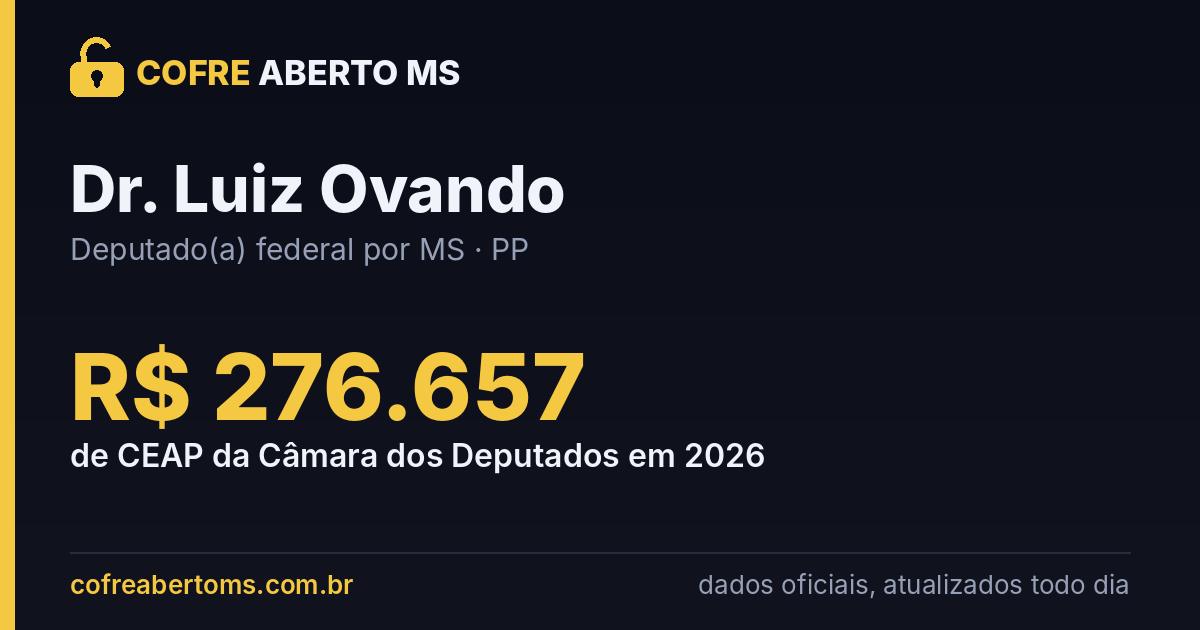 COFRE ABERTO MS
Dr. Luiz Ovando
Deputado(a) federal por MS · PP
R$ 276.657
de CEAP da Câmara dos Deputados em 2026
cofreabertoms.com.br
dados oficiais, atualizados todo dia